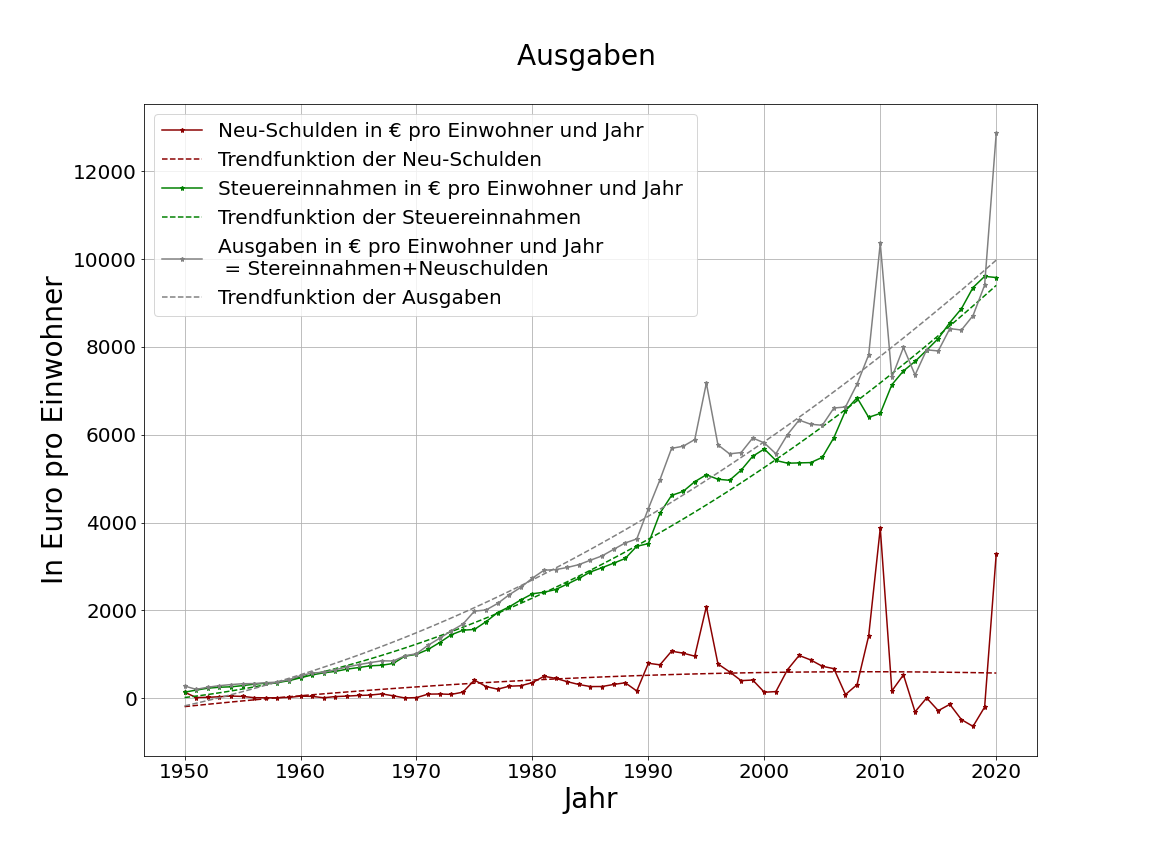 Ausgaben
Neu-Schulden in € pro Einwohner und Jahr
Trendfunktion der Neu-Schulden
Steuereinnahmen in € pro Einwohner und Jahr
Trendfunktion der Steuereinnahmen
Ausgaben in € pro Einwohner und Jahr
= Stereinnahmen+Neuschulden
Trendfunktion der Ausgaben
In Euro pro Einwohner
12000
10000
8000
6000
4000
2000
0
1950 1960 1970 1980 1990 2000 2010 2020
Jahr